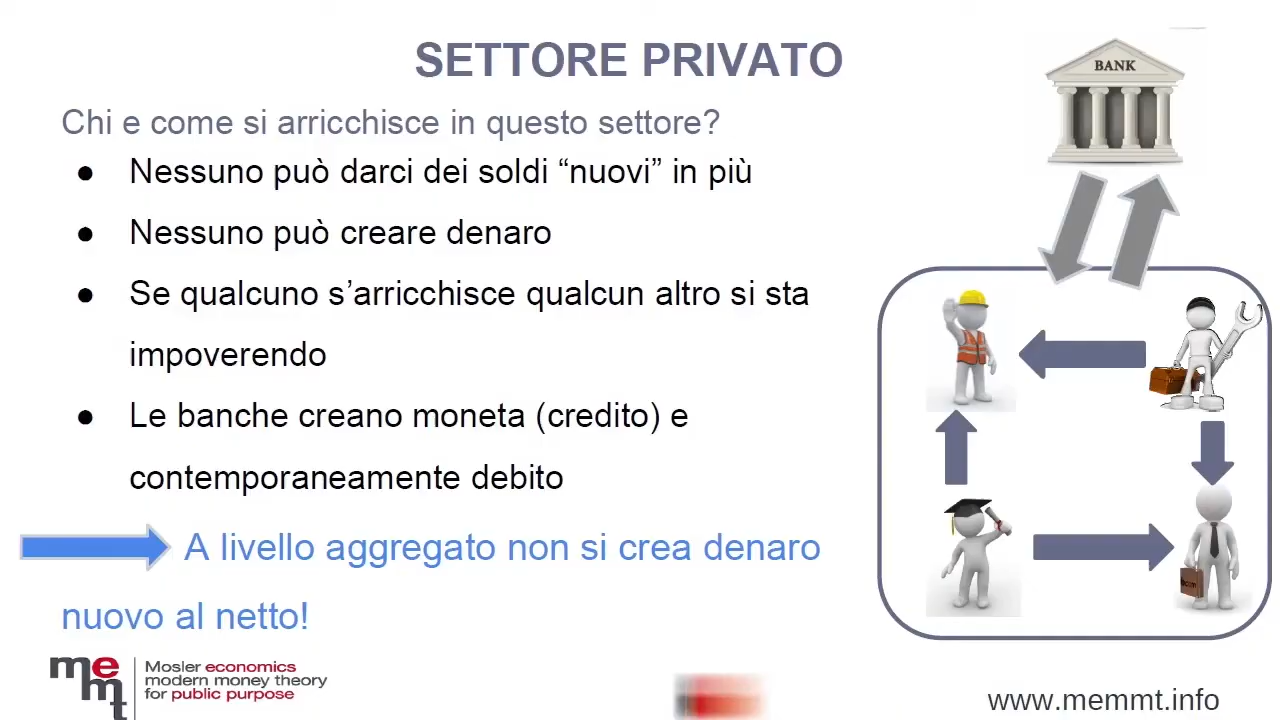 SETTORE PRIVATO
BANK
Chi e come si arricchisce in questo settore?
● Nessuno può darci dei soldi “nuovi” in più
● Nessuno può creare denaro
● Se qualcuno s’arricchisce qualcun altro si sta
impoverendo
● Le banche creano moneta (credito) e
contemporaneamente debito
A livello aggregato non si crea denaro
nuovo al netto!
memmt
Mosler economics
modern money theory
for public purpose
www.memmt.info